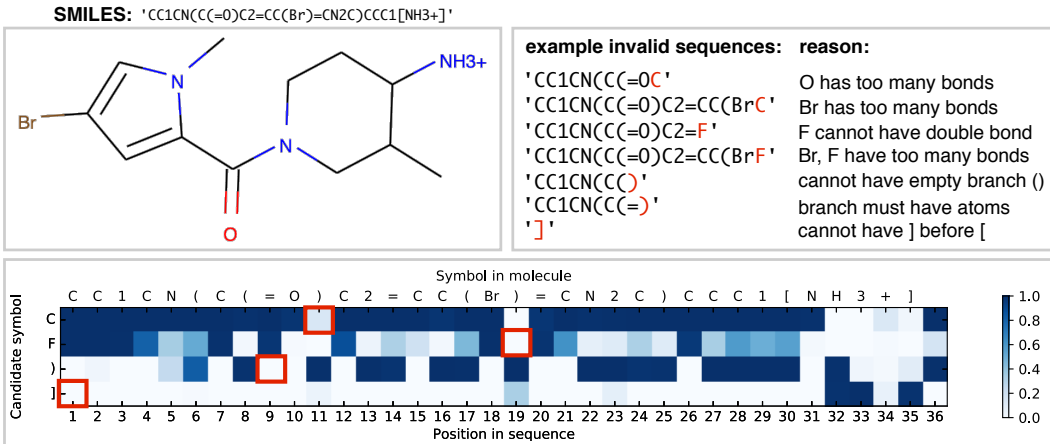 SMILES: 'CC1CN(C(=O)C2=CC(Br)=CN2C)CCC1[NH3+]'
N
NH3+
Br
N
O
example invalid sequences: reason:
'CC1CN(C(=OC' O has too many bonds
'CC1CN(C(=O)C2=CC(BrC' Br has too many bonds
'CC1CN(C(=O)C2=F' F cannot have double bond
'CC1CN(C(=O)C2=CC(BrF' Br, F have too many bonds
'CC1CN(C()' cannot have empty branch ()
'CC1CN(C(=)' branch must have atoms
']' cannot have ] before [
Symbol in molecule
C C 1 C N ( C ( = O ) C 2 = C C ( Br ) = C N 2 C ) C C C 1 [ N H 3 + ]
Candidate symbol
C
F
)
]
1 2 3 4 5 6 7 8 9 10 11 12 13 14 15 16 17 18 19 20 21 22 23 24 25 26 27 28 29 30 31 32 33 34 35 36
Position in sequence
1.0
0.8
0.6
0.4
0.2
0.0